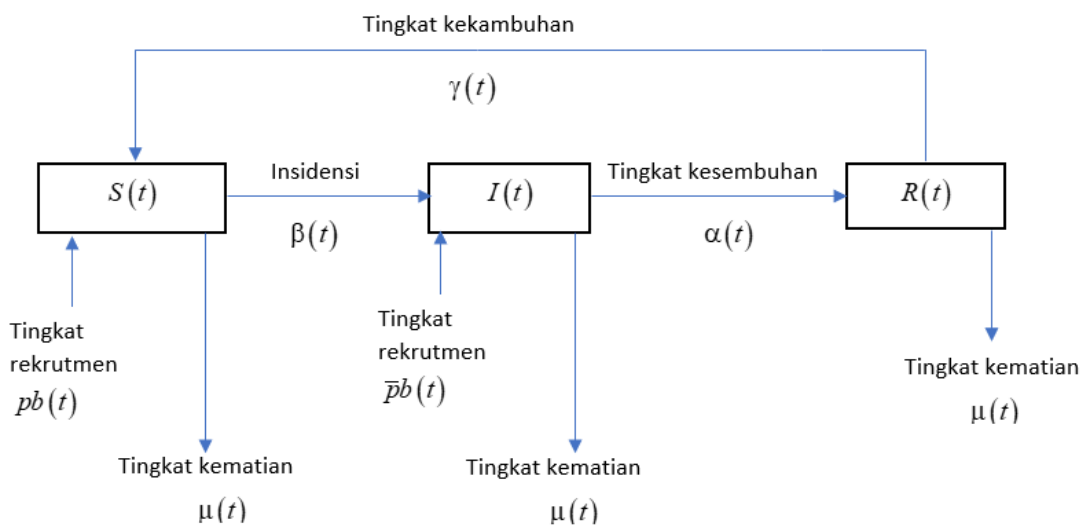 Tingkat kekambuhan
γ(t)
S(t)
Insidensi
β(t)
I(t)
Tingkat kesembuhan
α(t)
R(t)
Tingkat
rekrutmen
pb(t)
Tingkat
rekrutmen
p̅b(t)
Tingkat kematian
μ(t)
Tingkat kematian
μ(t)
Tingkat kematian
μ(t)